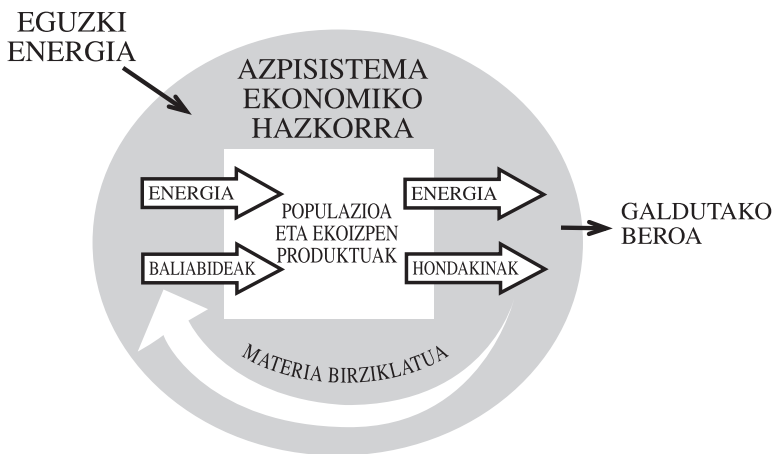 EGUZKI
ENERGIA
AZPISISTEMA
EKONOMIKO
HAZKORRA
ENERGIA
BALIABIDEAK
POPULAZIOA
ETA EKOIZPEN
PRODUKTUAK
ENERGIA
HONDAKINAK
GALDUTAKO
BEROA
MATERIA BIRZIKLATUA